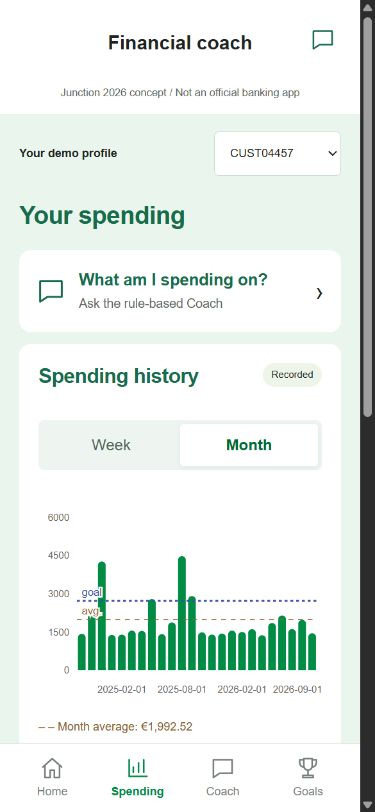 Financial coach
Junction 2026 concept / Not an official banking app
Your demo profile
CUST04457
Your spending
What am I spending on?
Ask the rule-based Coach
Spending history
Recorded
Week
Month
6000
4500
3000
goal
avg
1500
0
2025-02-01 2025-08-01 2026-02-01 2026-09-01
Month average: €1,992.52
Home
Spending
Coach
Goals